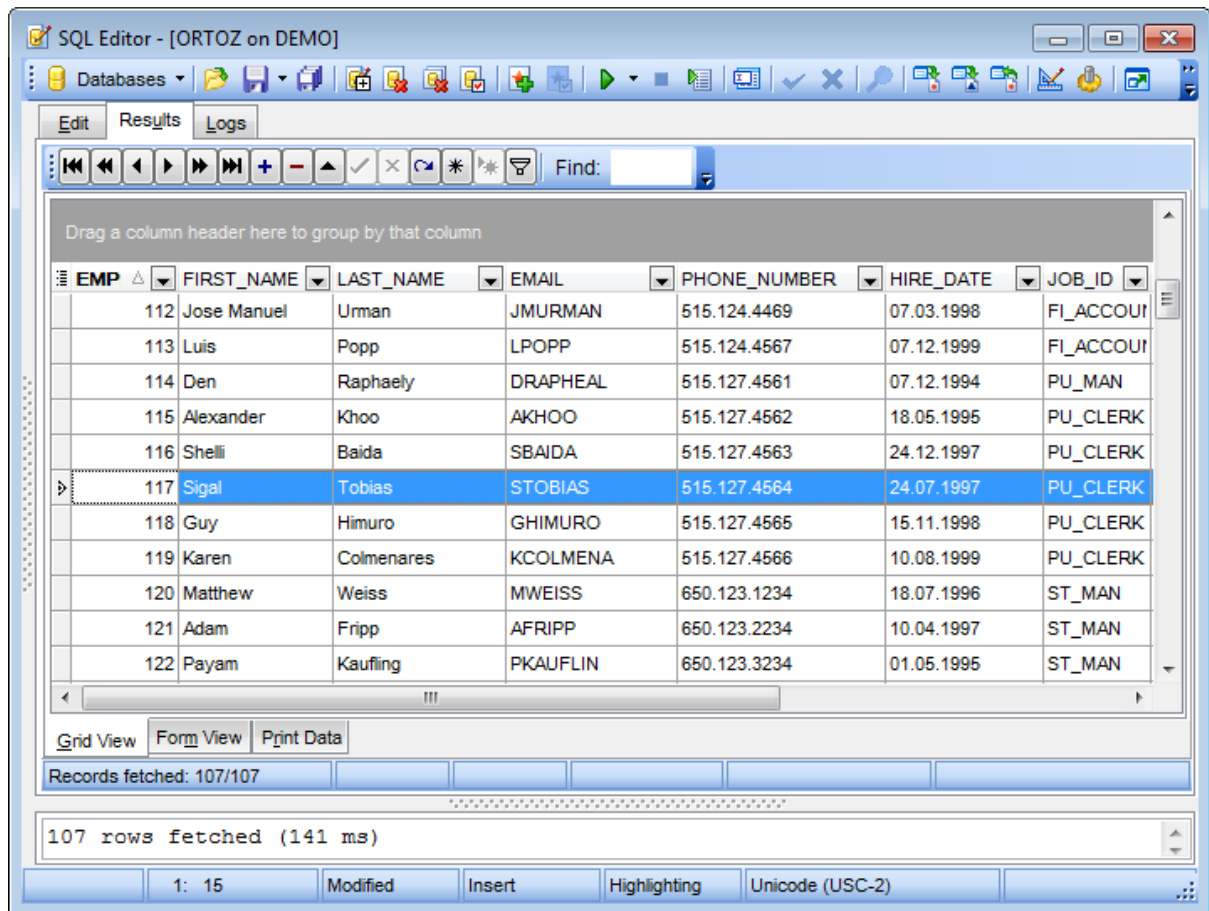 SQL Editor - [ORTOZ on DEMO]
Databases
Edit Results Logs
Find:
Drag a column header here to group by that column
EMP FIRST_NAME LAST_NAME EMAIL PHONE_NUMBER HIRE_DATE JOB_ID
112 Jose Manuel Urman JMURMAN 515.124.4469 07.03.1998 FI_ACCOUN
113 Luis Popp LPOPP 515.124.4567 07.12.1999 FI_ACCOUN
114 Den Raphaely DRAPHEAL 515.127.4561 07.12.1994 PU_MAN
115 Alexander Khoo AKHOO 515.127.4562 18.05.1995 PU_CLERK
116 Shelli Baida SBAIDA 515.127.4563 24.12.1997 PU_CLERK
117 Sigal Tobias STOBIAS 515.127.4564 24.07.1997 PU_CLERK
118 Guy Himuro GHIMURO 515.127.4565 15.11.1998 PU_CLERK
119 Karen Colmenares KCOLMENA 515.127.4566 10.08.1999 PU_CLERK
120 Matthew Weiss MWEISS 650.123.1234 18.07.1996 ST_MAN
121 Adam Fripp AFRIPP 650.123.2234 10.04.1997 ST_MAN
122 Payam Kaufling PKAUFLIN 650.123.3234 01.05.1995 ST_MAN
Grid View Form View Print Data
Records fetched: 107/107
107 rows fetched (141 ms)
1: 15 Modified Insert Highlighting Unicode (USC-2)